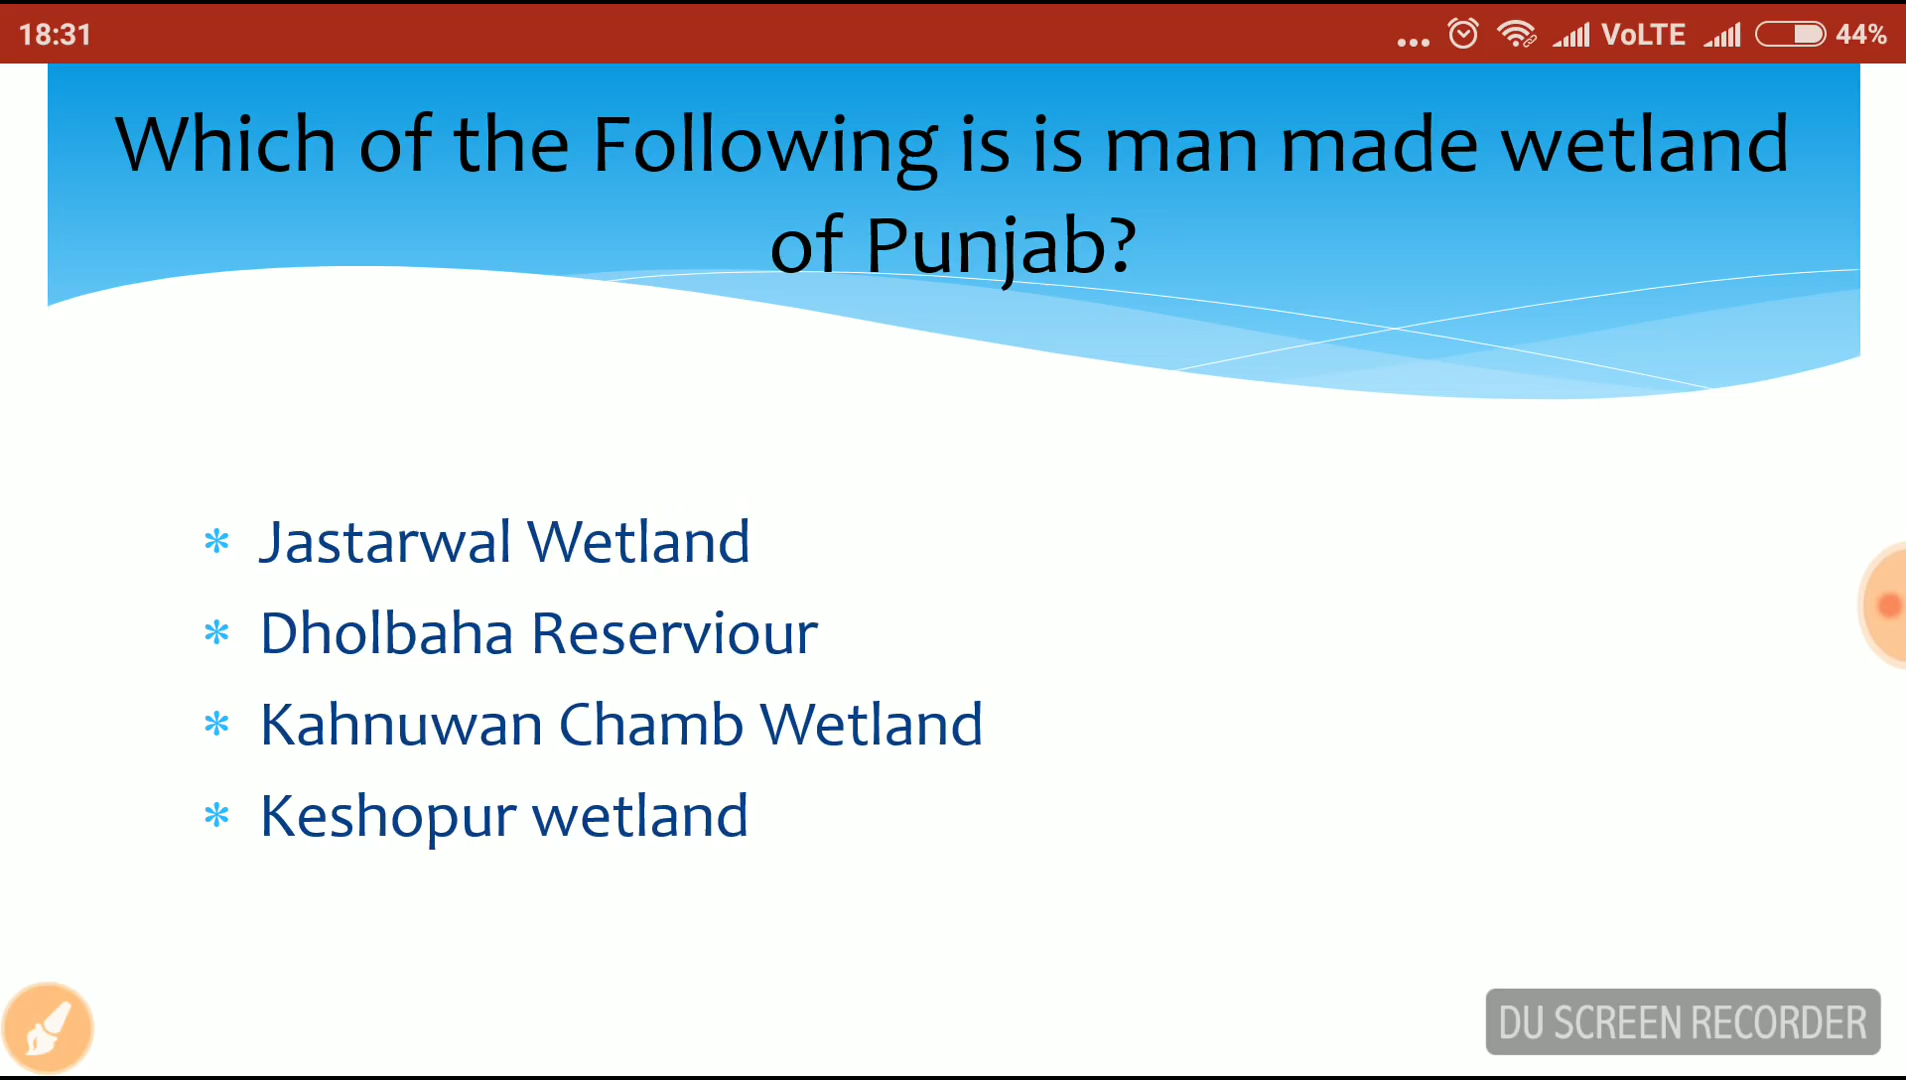 18:31
... VoLTE 44%
Which of the Following is is man made wetland
of Punjab?
* Jastarwal Wetland
* Dholbaha Reserviour
* Kahnuwan Chamb Wetland
* Keshopur wetland
DU SCREEN RECORDER